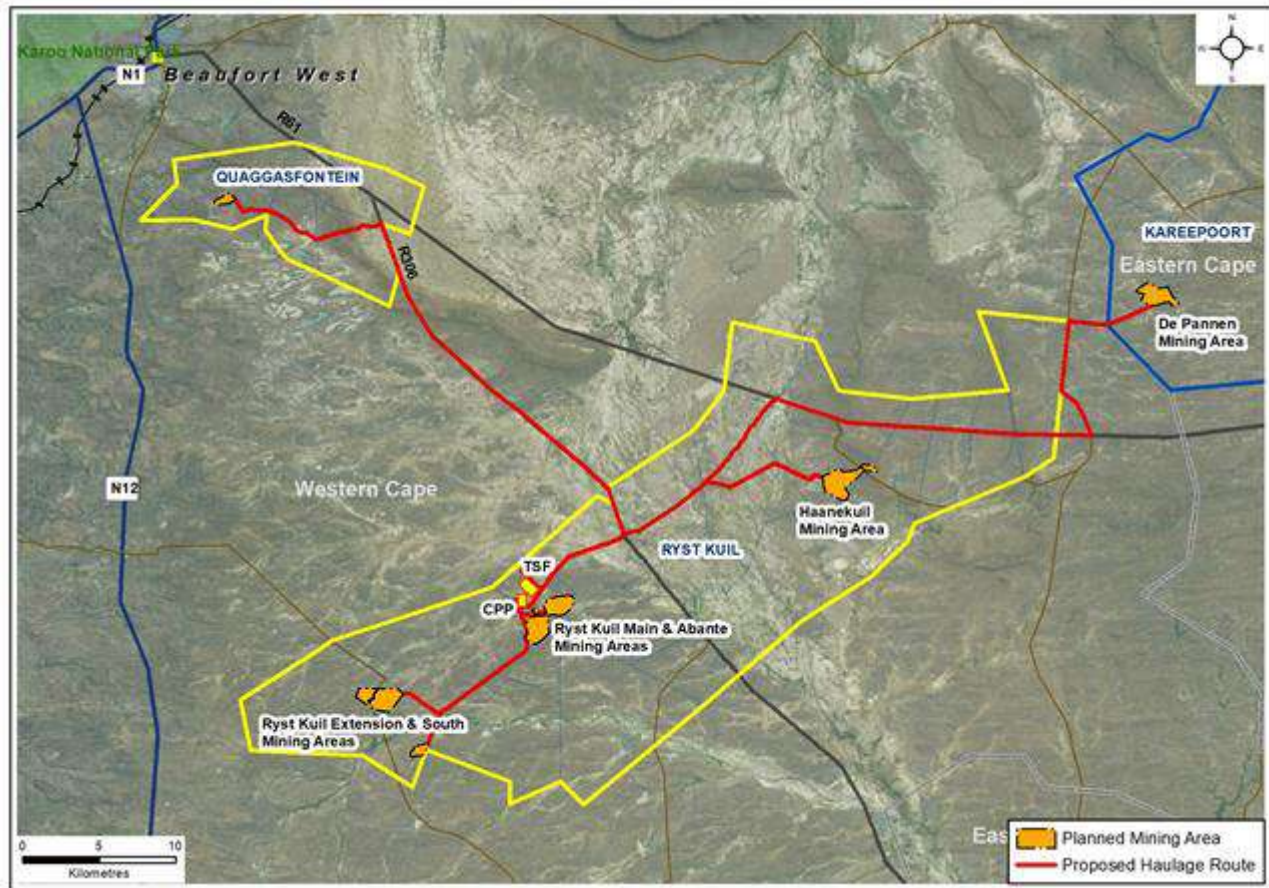 Karoo National Park
N1
Beaufort West
N
W
E
S
R61
QUAGGASFONTEIN
R306
KAREEPOORT
Eastern Cape
De Pannen
Mining Area
N12
Western Cape
Haanekuil
Mining Area
RYST KUIL
TSF
CPP
Ryst Kuil Main & Abante
Mining Areas
Ryst Kuil Extension & South
Mining Areas
0 5 10
Kilometres
Planned Mining Area
Proposed Haulage Route